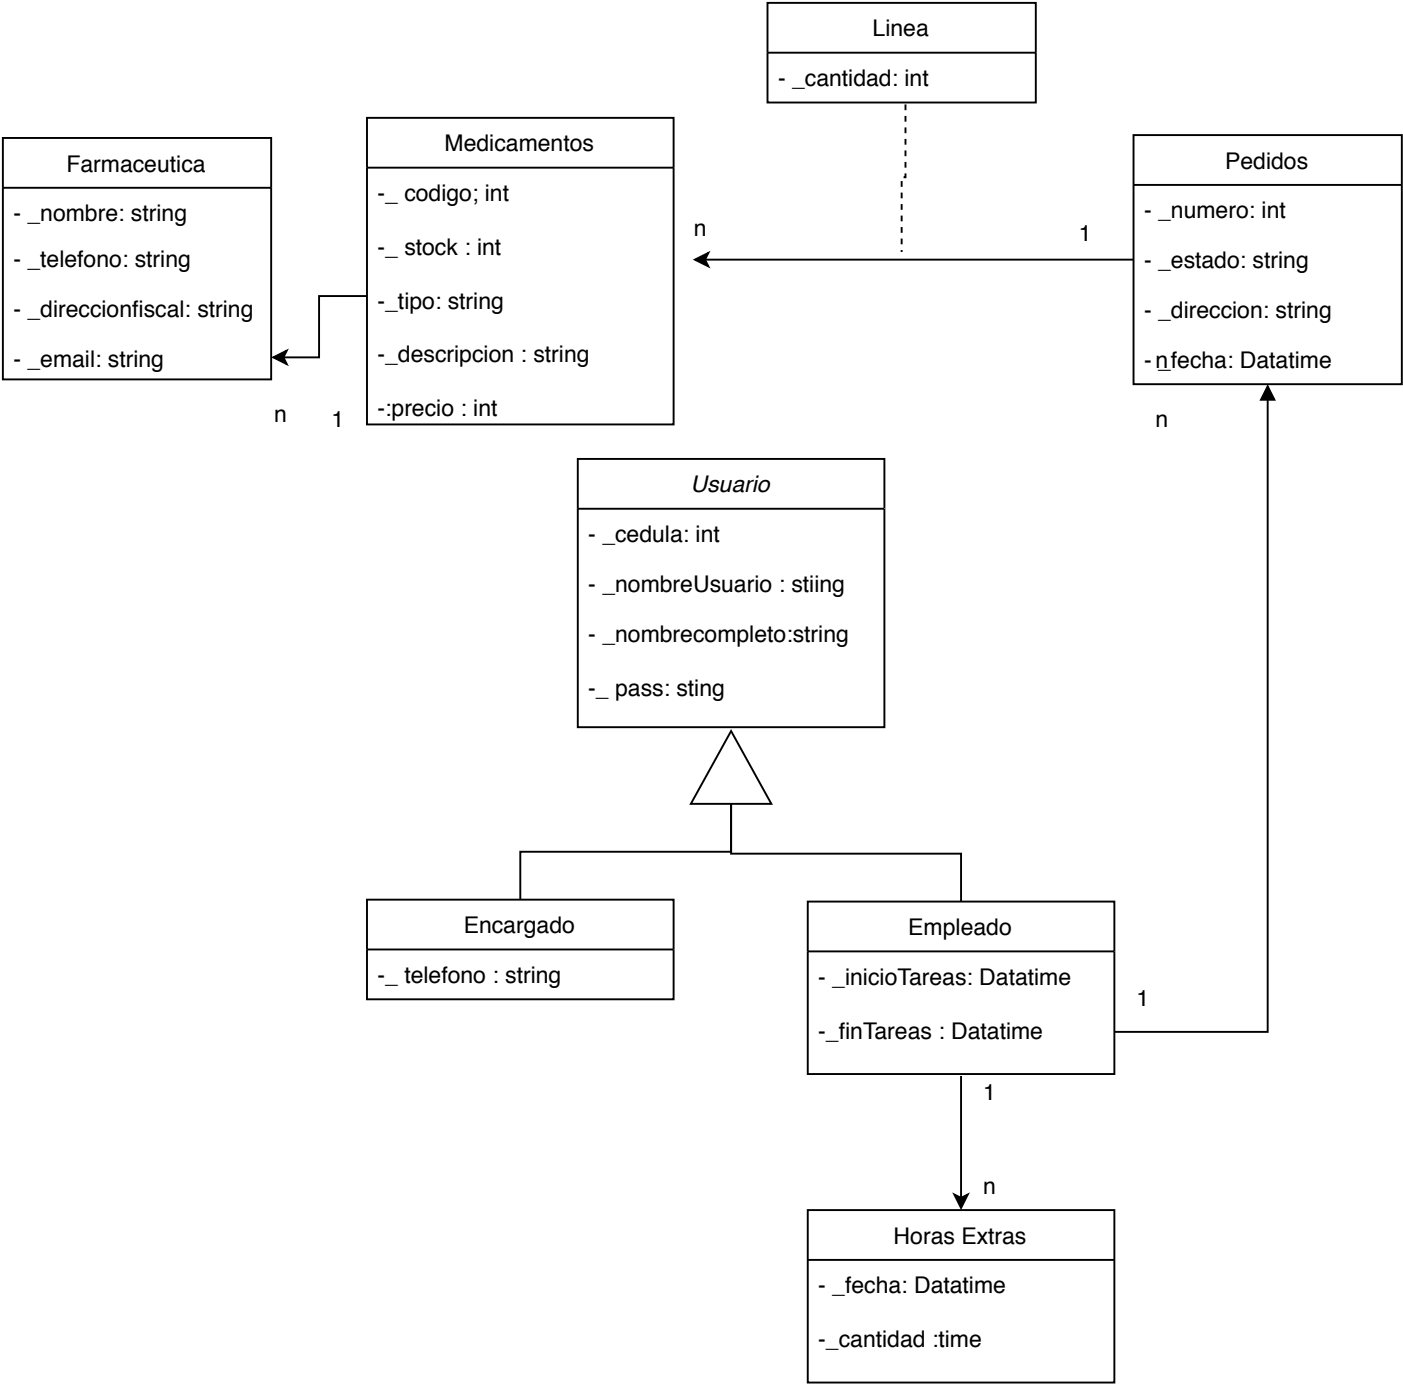 Linea
- _cantidad: int
Farmaceutica
- _nombre: string
- _telefono: string
- _direccionfiscal: string
- _email: string
n
1
Medicamentos
-_ codigo; int
-_ stock : int
-_tipo: string
-_descripcion : string
-:precio : int
n
1
Pedidos
- _numero: int
- _estado: string
- _direccion: string
- _fecha: Datatime
n
n
Usuario
- _cedula: int
- _nombreUsuario : stiing
- _nombrecompleto:string
-_ pass: sting
Encargado
-_ telefono : string
Empleado
- _inicioTareas: Datatime
-_finTareas : Datatime
1
1
n
Horas Extras
- _fecha: Datatime
-_cantidad :time